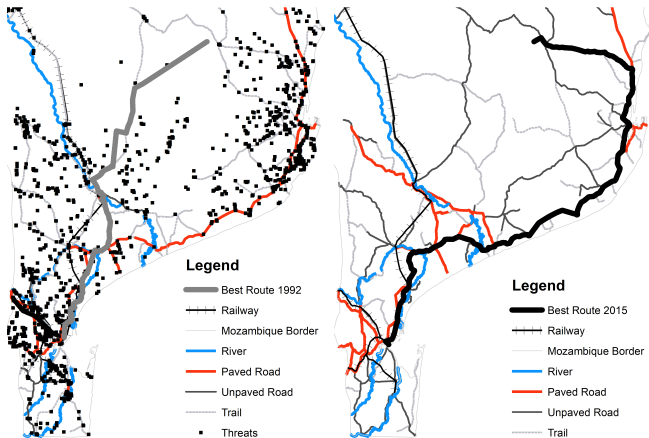 Legend
Best Route 1992
Railway
Mozambique Border
River
Paved Road
Unpaved Road
Trail
Threats
Legend
Best Route 2015
Railway
Mozambique Border
River
Paved Road
Unpaved Road
Trail